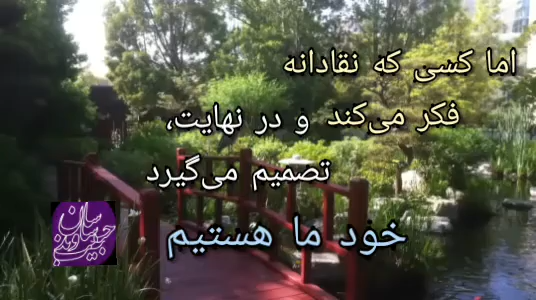 اما کسی که نقادانه
فکر می‌کند و در نهایت،
تصمیم می‌گیرد
خود ما هستیم